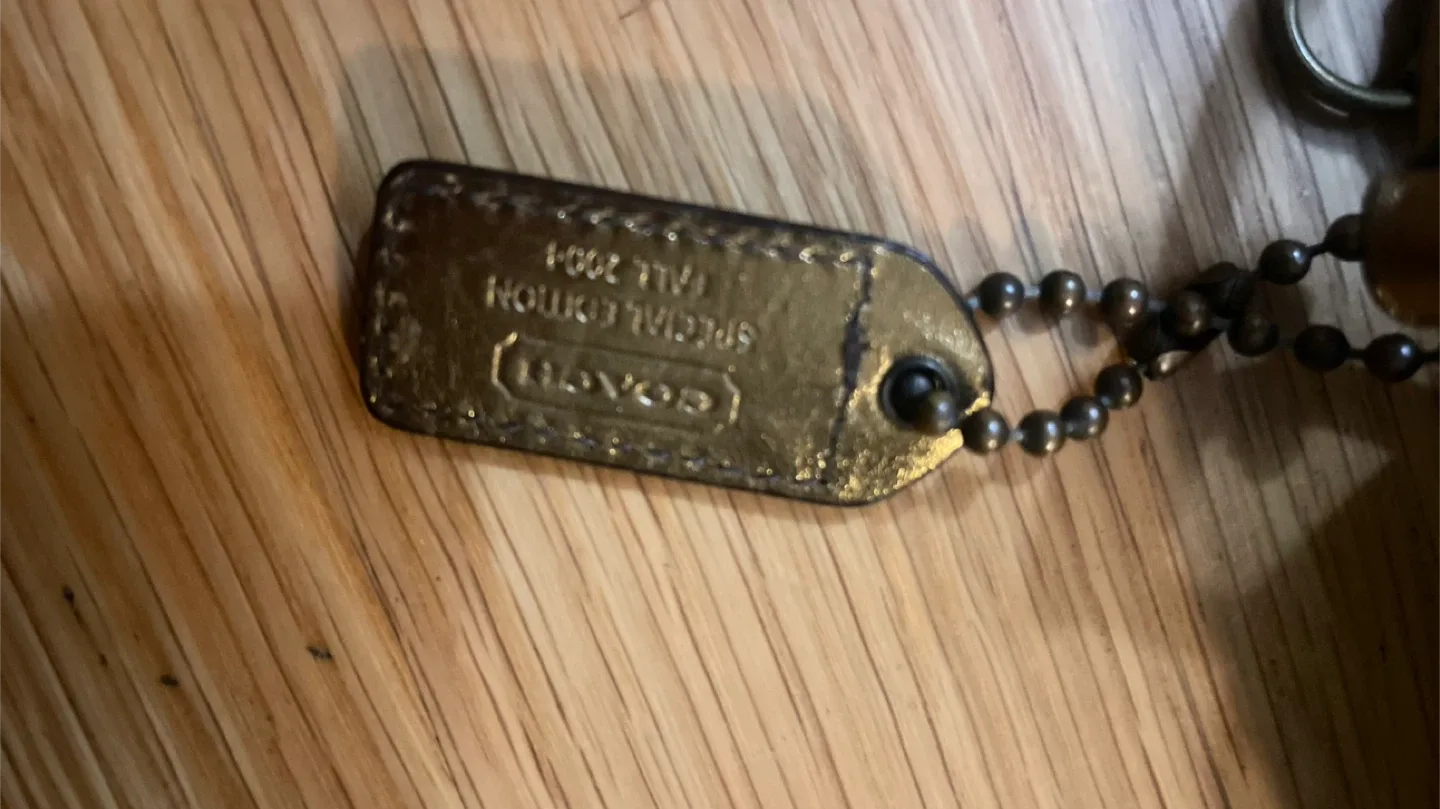 COACH
SPECIAL EDITION
FALL 2004